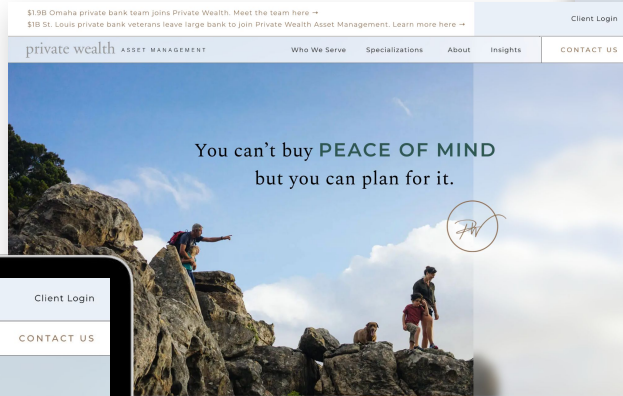 $1.9B Omaha private bank team joins Private Wealth. Meet the team here →
$1B St. Louis private bank veterans leave large bank to join Private Wealth Asset Management. Learn more here →
Client Login
private wealth ASSET MANAGEMENT
Who We Serve Specializations About Insights CONTACT US
You can't buy PEACE OF MIND
but you can plan for it.
PW
Client Login
CONTACT US